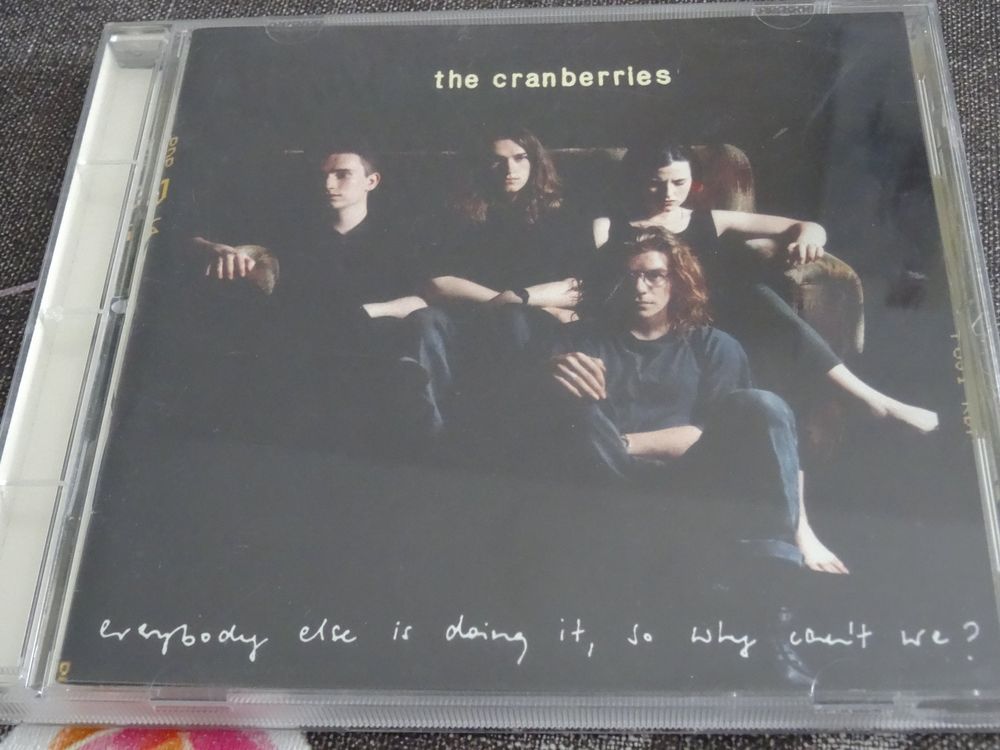 the cranberries
everybody else is doing it, so why can't we?